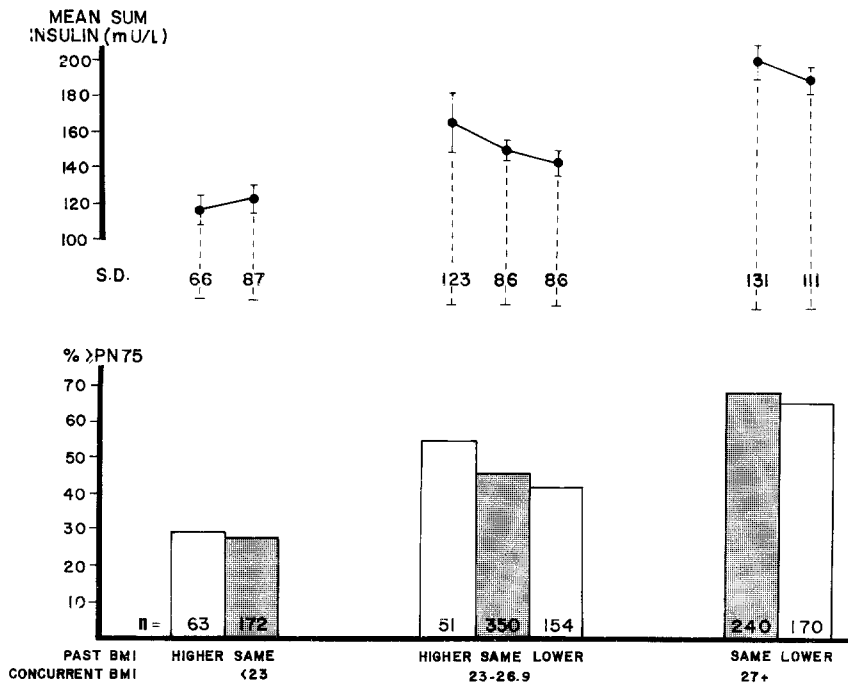 MEAN SUM
INSULIN (mU/L)
200
180
160
140
120
100
S.D. 66 87 123 86 86 131 111
% >PN75
70
60
50
40
30
20
10
n = 63 172 51 350 154 240 170
PAST BMI HIGHER SAME HIGHER SAME LOWER SAME LOWER
CONCURRENT BMI <23 23-26.9 27+